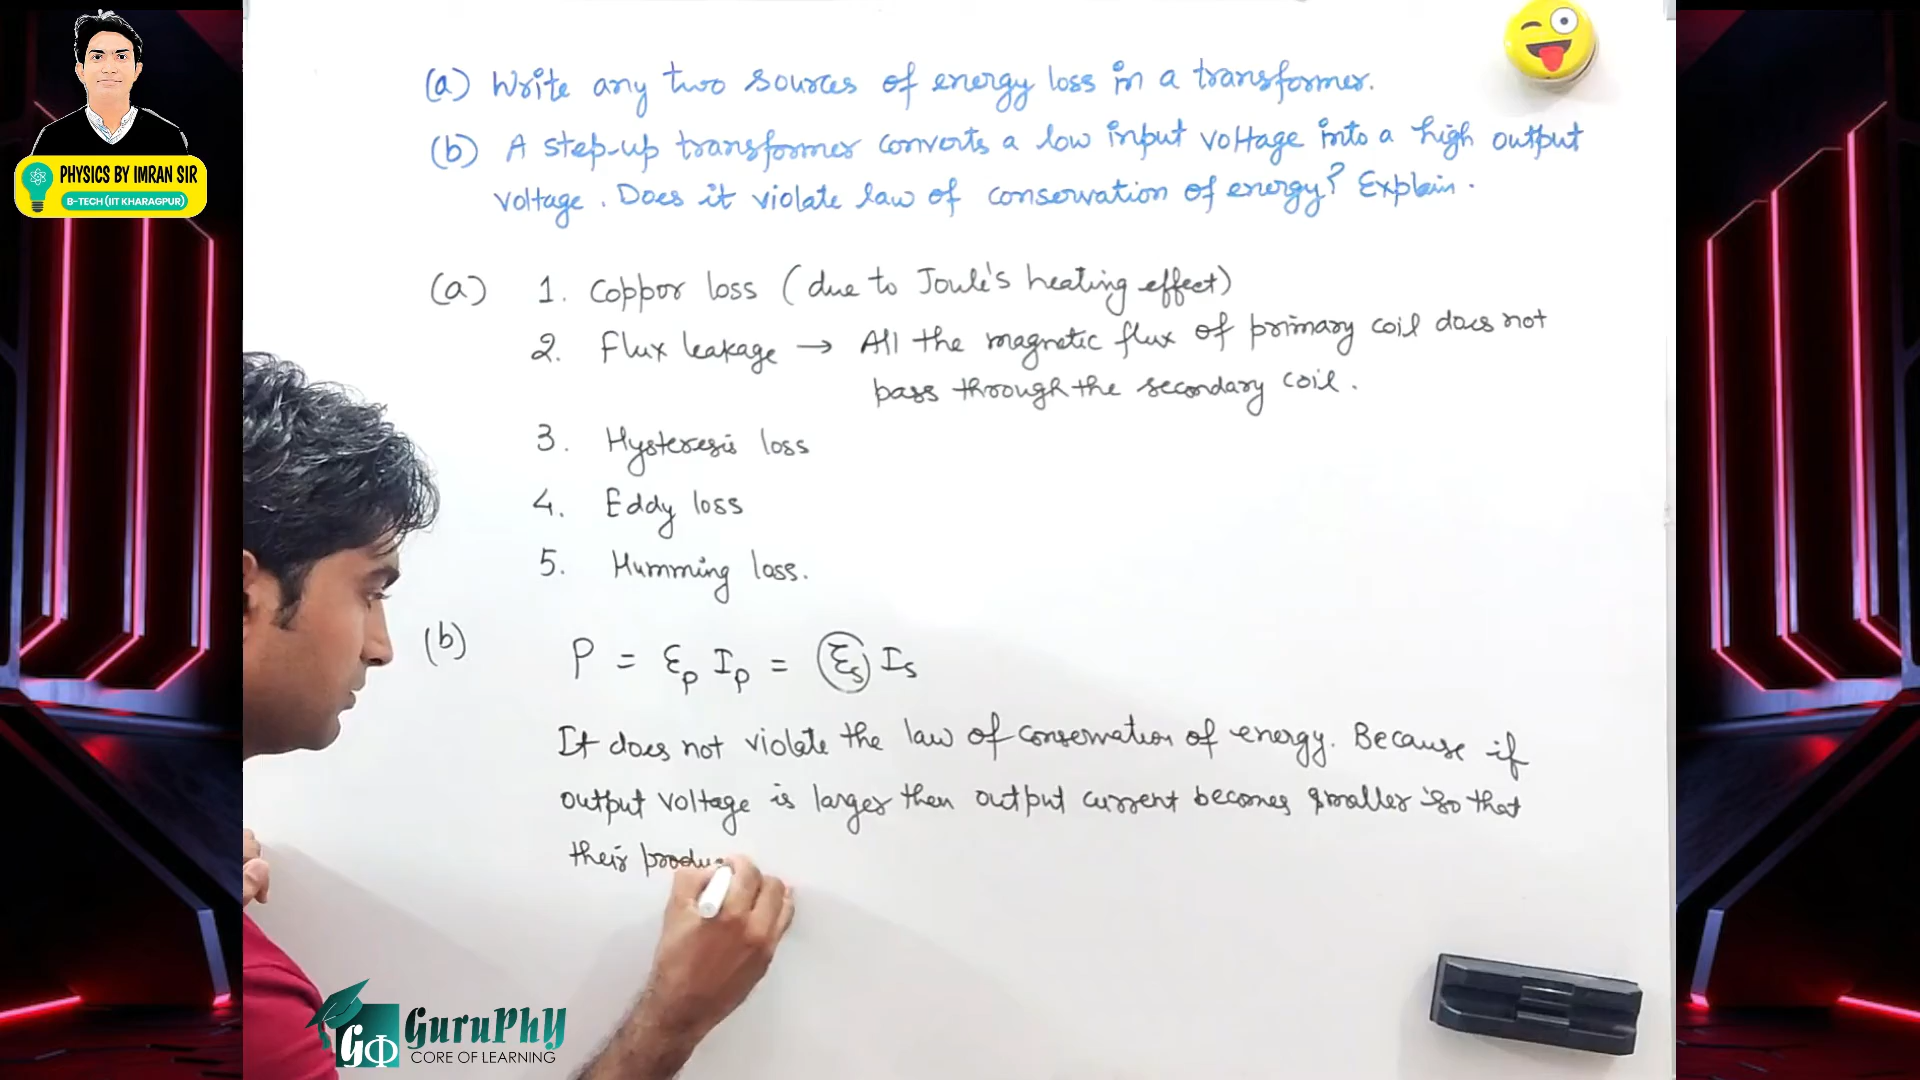 PHYSICS BY IMRAN SIR
B-TECH (IIT KHARAGPUR)
(a) Write any two sources of energy loss in a transformer.
(b) A step-up transformer converts a low input voltage into a high output
voltage. Does it violate law of conservation of energy? Explain.
(a) 1. Coppor loss (due to Joule's heating effect)
2. Flux leakage → All the magnetic flux of primary coil does not
pass through the secondary coil.
3. Hysteresis loss
4. Eddy loss
5. Humming loss.
(b) P = εp Ip = εs Is
It does not violate the law of conservation of energy. Because if
output voltage is larger then output current becomes smaller so that
their produc
GΦ GuruPhy
CORE OF LEARNING